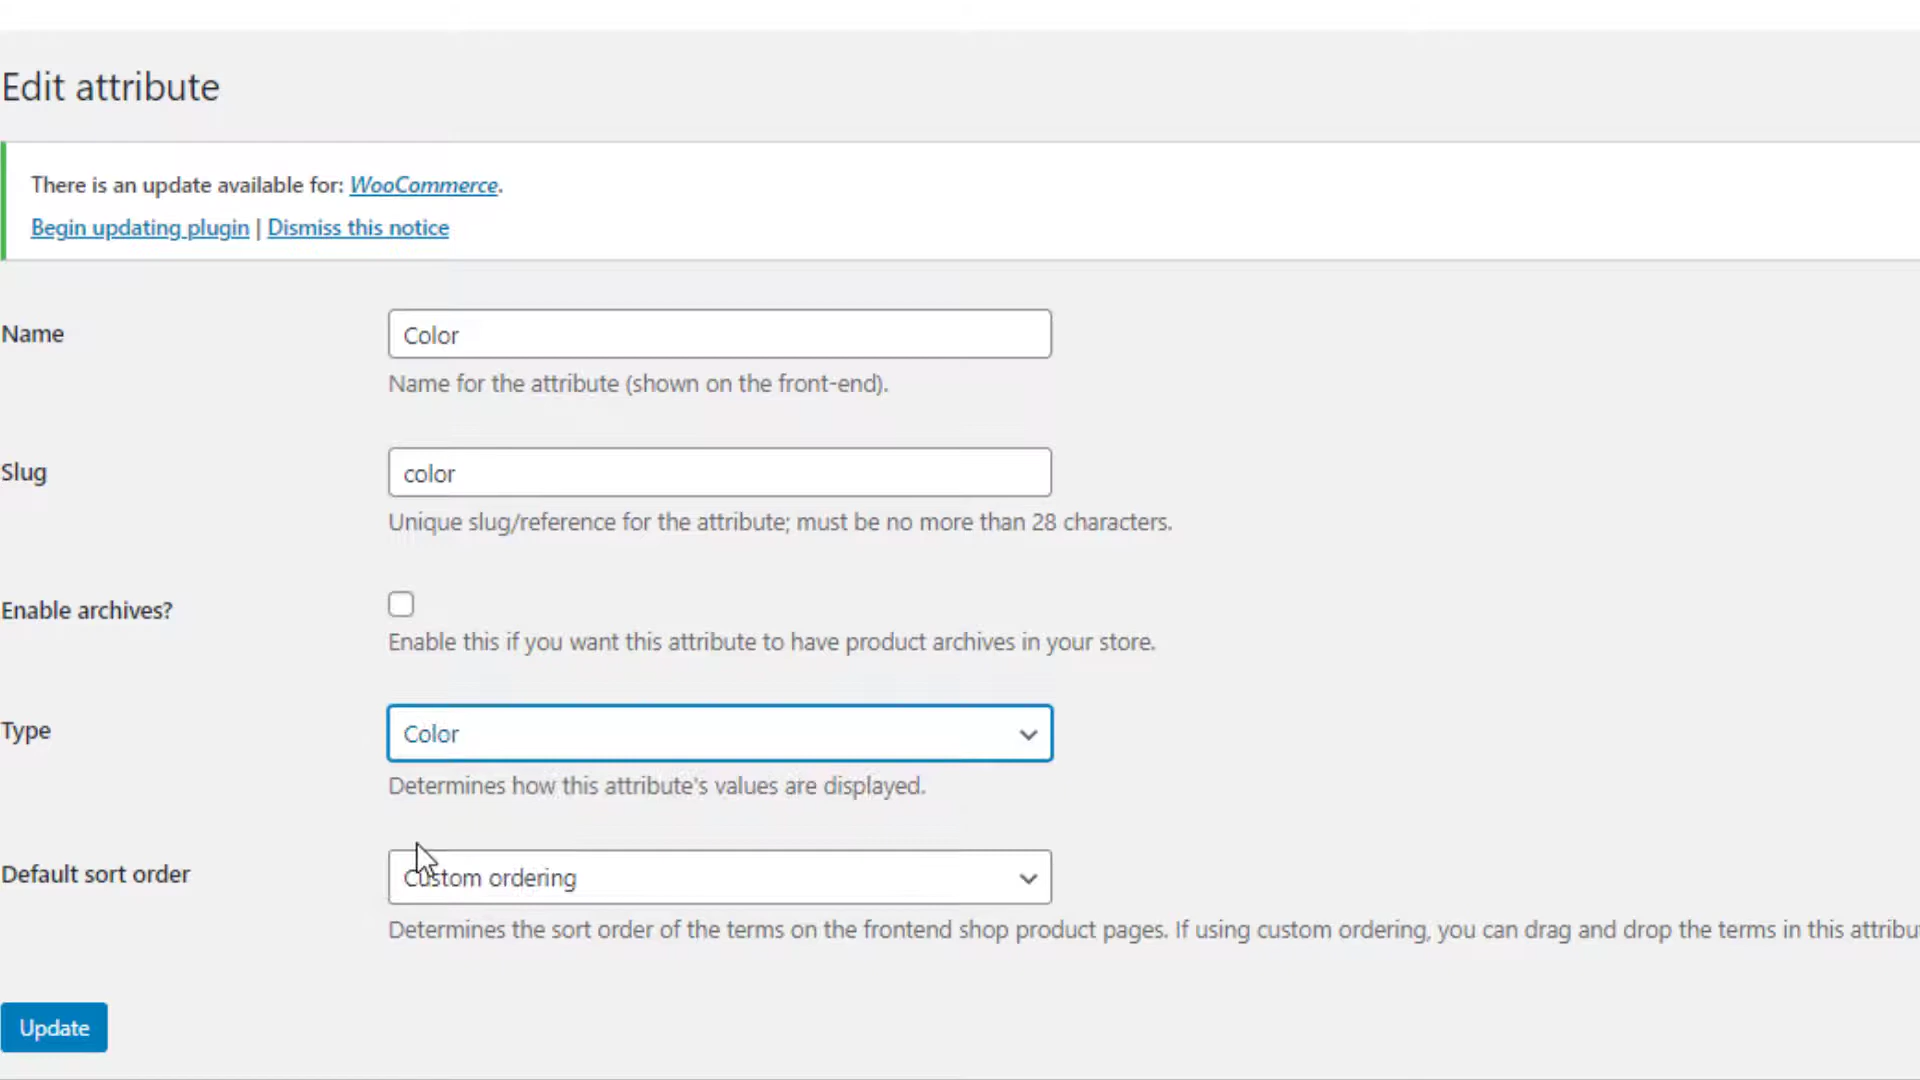 Edit attribute
There is an update available for: WooCommerce.
Begin updating plugin | Dismiss this notice
Name
Color
Name for the attribute (shown on the front-end).
Slug
color
Unique slug/reference for the attribute; must be no more than 28 characters.
Enable archives?
Enable this if you want this attribute to have product archives in your store.
Type
Color
Determines how this attribute's values are displayed.
Default sort order
Custom ordering
Determines the sort order of the terms on the frontend shop product pages. If using custom ordering, you can drag and drop the terms in this
Update